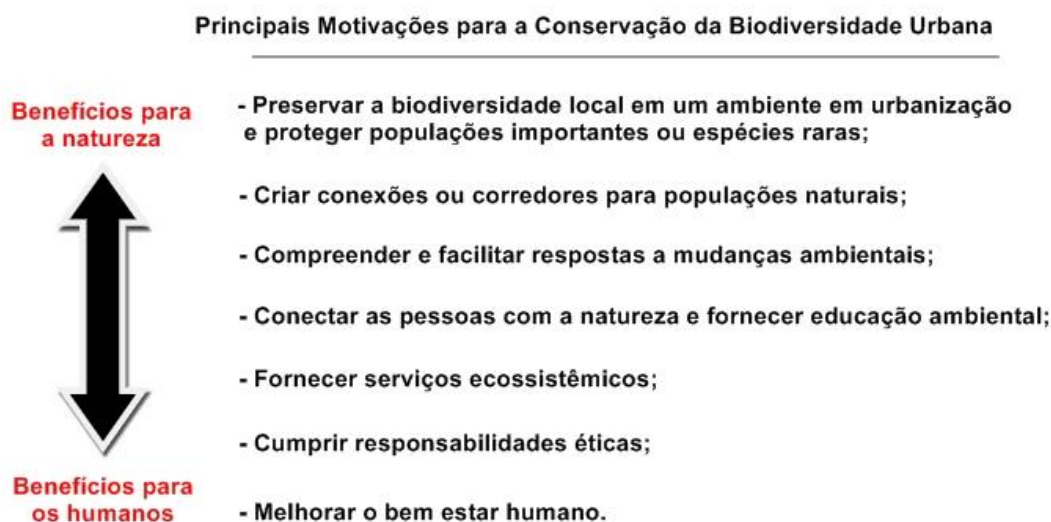 Principais Motivações para a Conservação da Biodiversidade Urbana
Benefícios para
a natureza
- Preservar a biodiversidade local em um ambiente em urbanização
e proteger populações importantes ou espécies raras;
- Criar conexões ou corredores para populações naturais;
- Compreender e facilitar respostas a mudanças ambientais;
- Conectar as pessoas com a natureza e fornecer educação ambiental;
- Fornecer serviços ecossistêmicos;
- Cumprir responsabilidades éticas;
Benefícios para
os humanos
- Melhorar o bem estar humano.